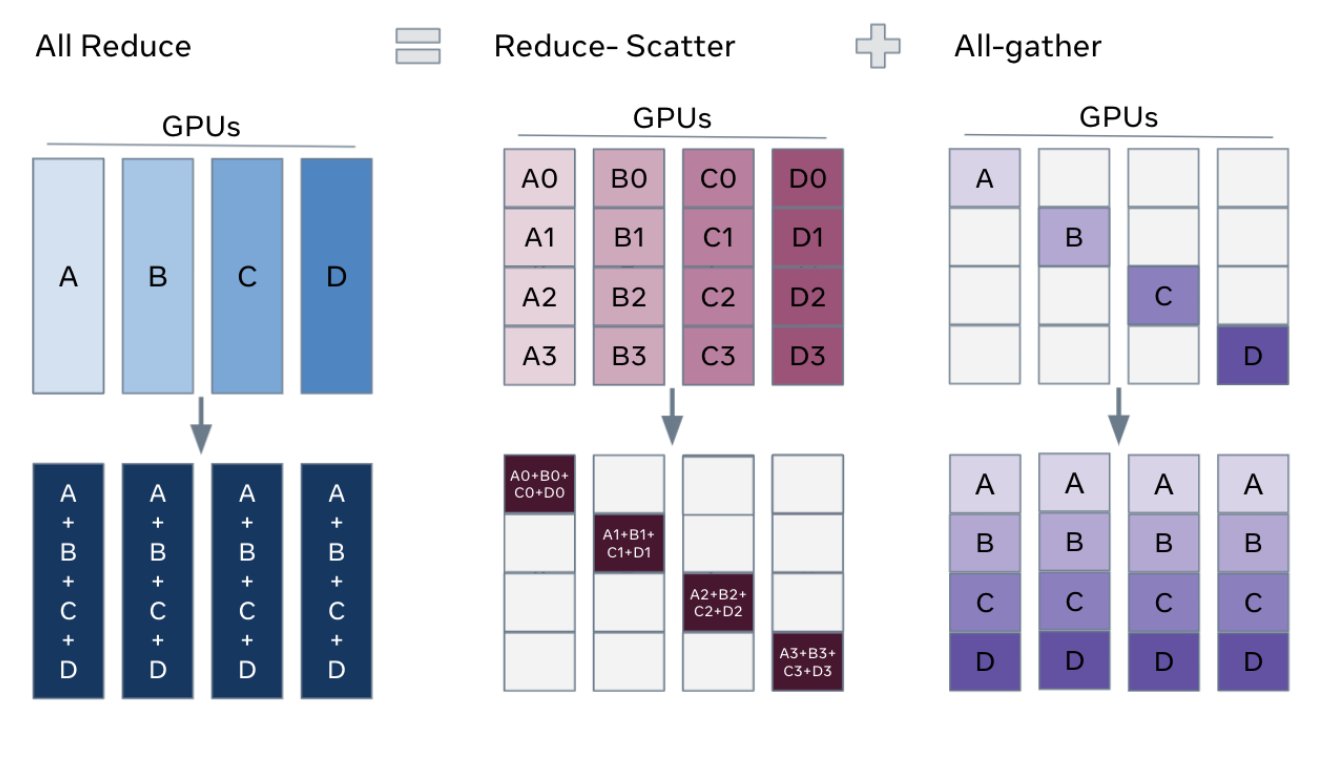 All Reduce
Reduce- Scatter
All-gather
GPUs
A B C D
A A A A
+ + + +
B B B B
+ + + +
C C C C
+ + + +
D D D D
GPUs
A0 B0 C0 D0
A1 B1 C1 D1
A2 B2 C2 D2
A3 B3 C3 D3
A0+B0+
C0+D0
A1+B1+
C1+D1
A2+B2+
C2+D2
A3+B3+
C3+D3
GPUs
A
B
C
D
A A A A
B B B B
C C C C
D D D D